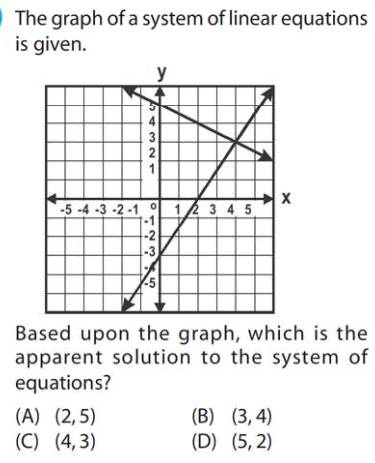 The graph of a system of linear equations
is given.
y
5
4
3
2
1
x
-5 -4 -3 -2 -1 0 1 2 3 4 5
-1
-2
-3
-4
-5
Based upon the graph, which is the
apparent solution to the system of
equations?
(A) (2, 5) (B) (3, 4)
(C) (4, 3) (D) (5, 2)